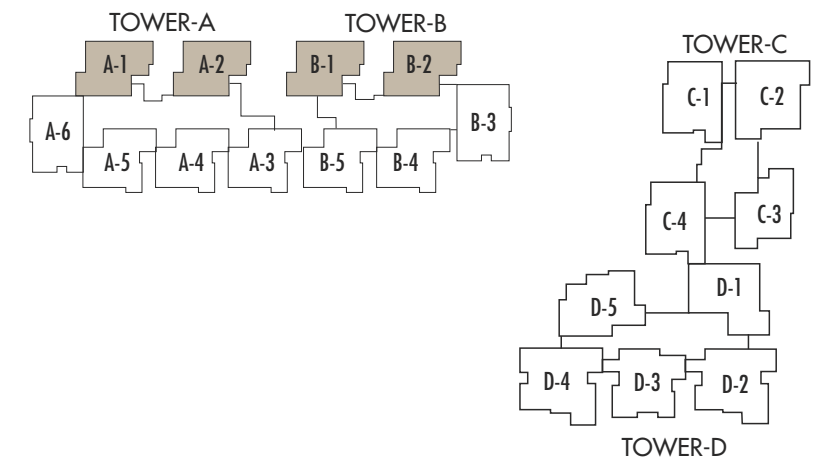 TOWER-A
TOWER-B
A-1
A-2
B-1
B-2
A-6
B-3
A-5
A-4
A-3
B-5
B-4
TOWER-C
C-1
C-2
C-4
C-3
D-1
D-5
D-4
D-3
D-2
TOWER-D